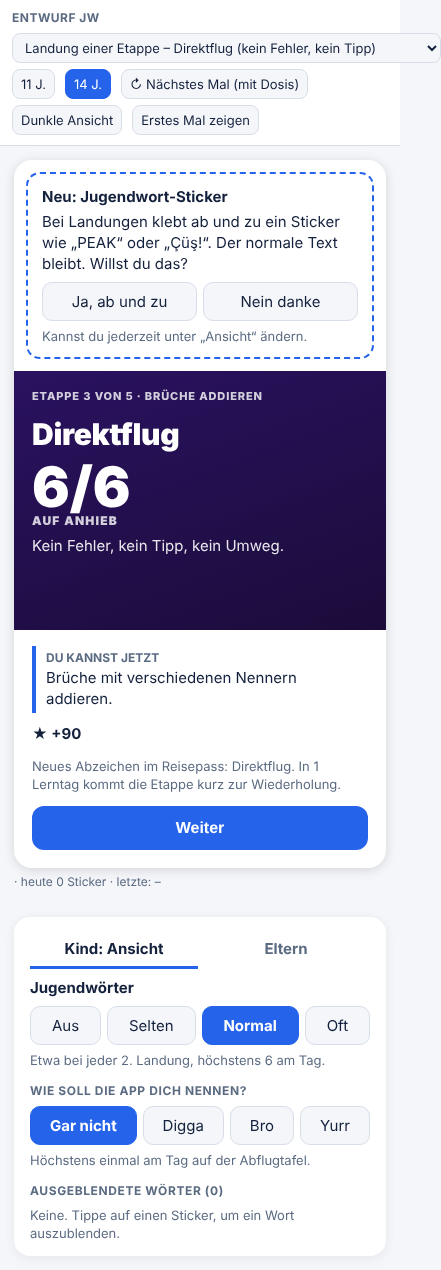 ENTWURF JW
Landung einer Etappe – Direktflug (kein Fehler, kein Tipp)
11 J.
14 J.
↻ Nächstes Mal (mit Dosis)
Dunkle Ansicht
Erstes Mal zeigen
Neu: Jugendwort-Sticker
Bei Landungen klebt ab und zu ein Sticker
wie „PEAK“ oder „Çüş!“. Der normale Text
bleibt. Willst du das?
Ja, ab und zu
Nein danke
Kannst du jederzeit unter „Ansicht“ ändern.
ETAPPE 3 VON 5 · BRÜCHE ADDIEREN
Direktflug
6/6
AUF ANHIEB
Kein Fehler, kein Tipp, kein Umweg.
DU KANNST JETZT
Brüche mit verschiedenen Nennern
addieren.
★ +90
Neues Abzeichen im Reisepass: Direktflug. In 1
Lerntag kommt die Etappe kurz zur Wiederholung.
Weiter
· heute 0 Sticker · letzte: –
Kind: Ansicht
Eltern
Jugendwörter
Aus
Selten
Normal
Oft
Etwa bei jeder 2. Landung, höchstens 6 am Tag.
WIE SOLL DIE APP DICH NENNEN?
Gar nicht
Digga
Bro
Yurr
Höchstens einmal am Tag auf der Abflugtafel.
AUSGEBLENDETE WÖRTER (0)
Keine. Tippe auf einen Sticker, um ein Wort
auszublenden.